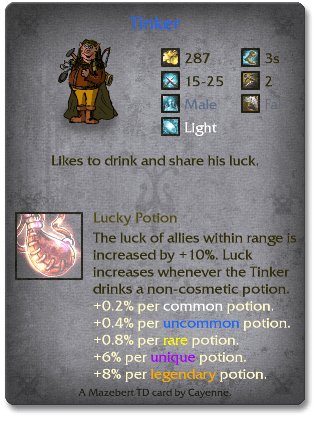 Tinker
287
3s
15-25
2
Male
Fa
Light
Likes to drink and share his luck.
Lucky Potion
The luck of allies within range is
increased by +10%. Luck
increases whenever the Tinker
drinks a non-cosmetic potion.
+0.2% per common potion.
+0.4% per uncommon potion.
+0.8% per rare potion.
+6% per unique potion.
+8% per legendary potion.
A Mazebert TD card by Cayenne.